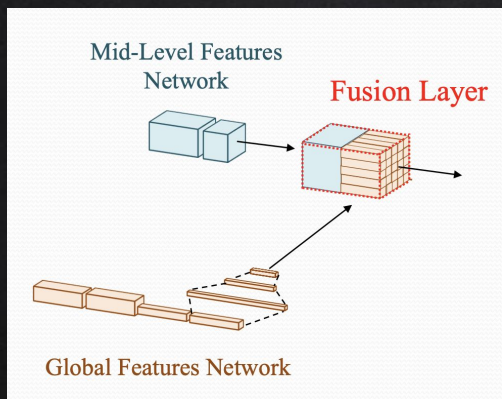 Mid-Level Features
Network
Fusion Layer
Global Features Network